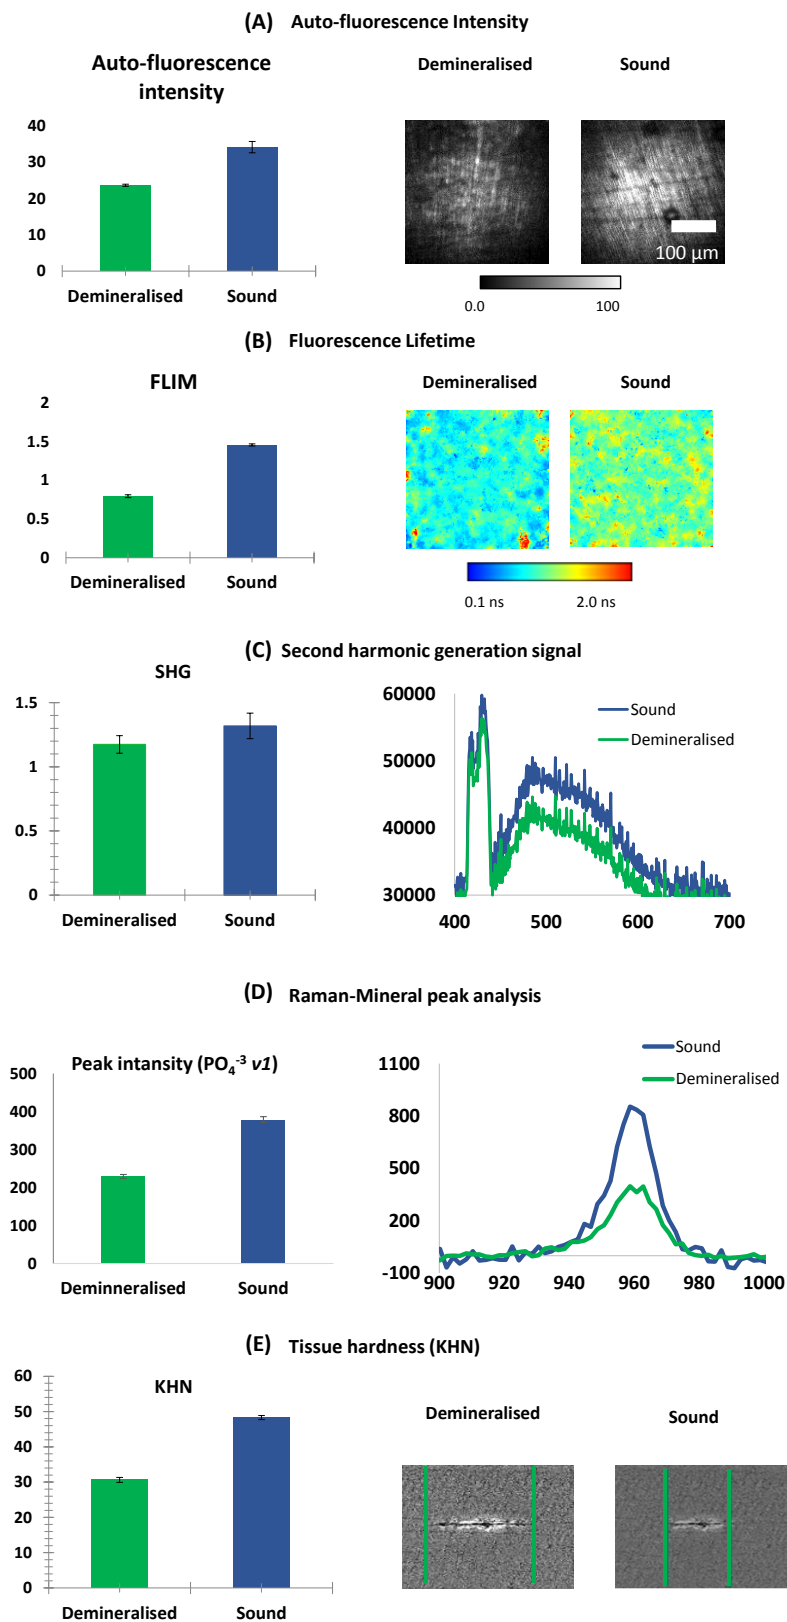 (A) Auto-fluorescence Intensity
Auto-fluorescence
intensity
Demineralised Sound
40
30
20
10
0
Demineralised Sound
100 µm
0.0 100
(B) Fluorescence Lifetime
FLIM
Demineralised Sound
2
1.5
1
0.5
0
Demineralised Sound
0.1 ns 2.0 ns
(C) Second harmonic generation signal
SHG
1.5
1
0.5
0
Demineralised Sound
60000
50000
40000
30000
400 500 600 700
Sound
Demineralised
(D) Raman-Mineral peak analysis
Peak intansity (PO₄⁻³ v1)
500
400
300
200
100
0
Deminneralised Sound
1100
800
500
200
-100
900 920 940 960 980 1000
Sound
Demineralised
(E) Tissue hardness (KHN)
KHN
60
50
40
30
20
10
0
Demineralised Sound
Demineralised Sound